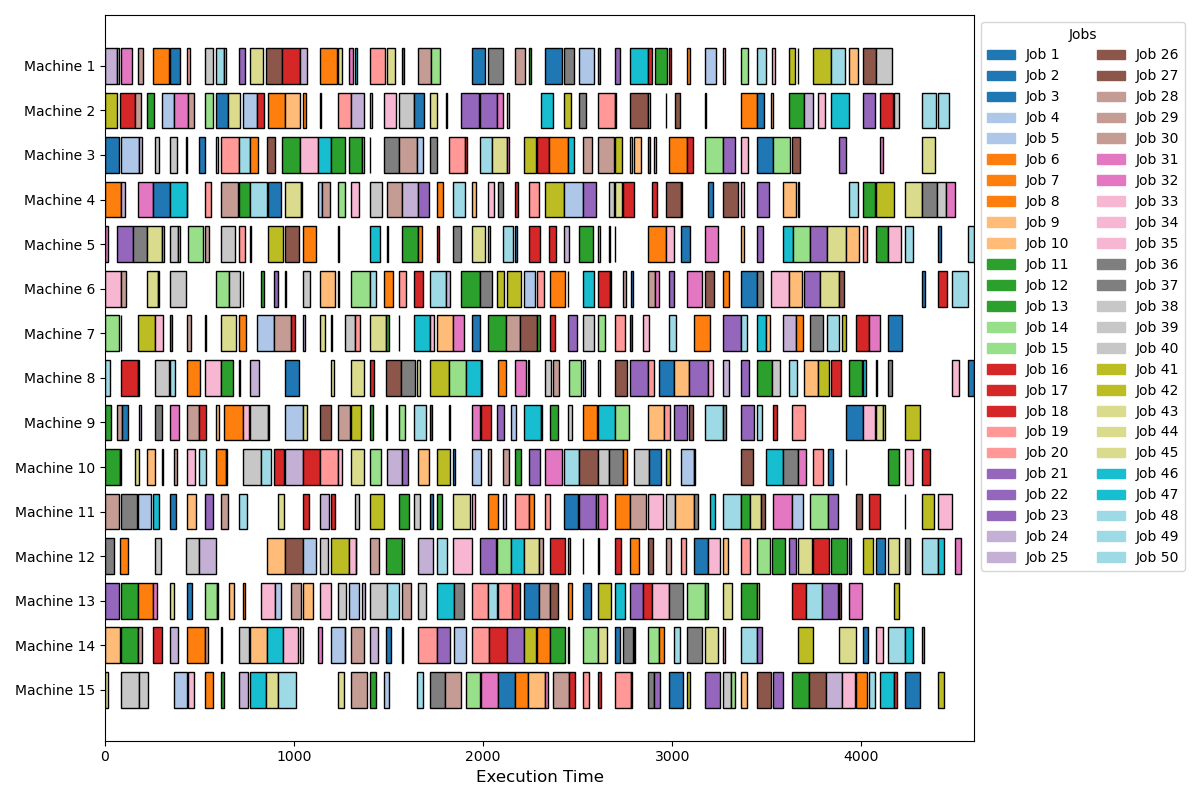 Machine 1
Machine 2
Machine 3
Machine 4
Machine 5
Machine 6
Machine 7
Machine 8
Machine 9
Machine 10
Machine 11
Machine 12
Machine 13
Machine 14
Machine 15
0 1000 2000 3000 4000
Execution Time
Jobs
Job 1
Job 2
Job 3
Job 4
Job 5
Job 6
Job 7
Job 8
Job 9
Job 10
Job 11
Job 12
Job 13
Job 14
Job 15
Job 16
Job 17
Job 18
Job 19
Job 20
Job 21
Job 22
Job 23
Job 24
Job 25
Job 26
Job 27
Job 28
Job 29
Job 30
Job 31
Job 32
Job 33
Job 34
Job 35
Job 36
Job 37
Job 38
Job 39
Job 40
Job 41
Job 42
Job 43
Job 44
Job 45
Job 46
Job 47
Job 48
Job 49
Job 50